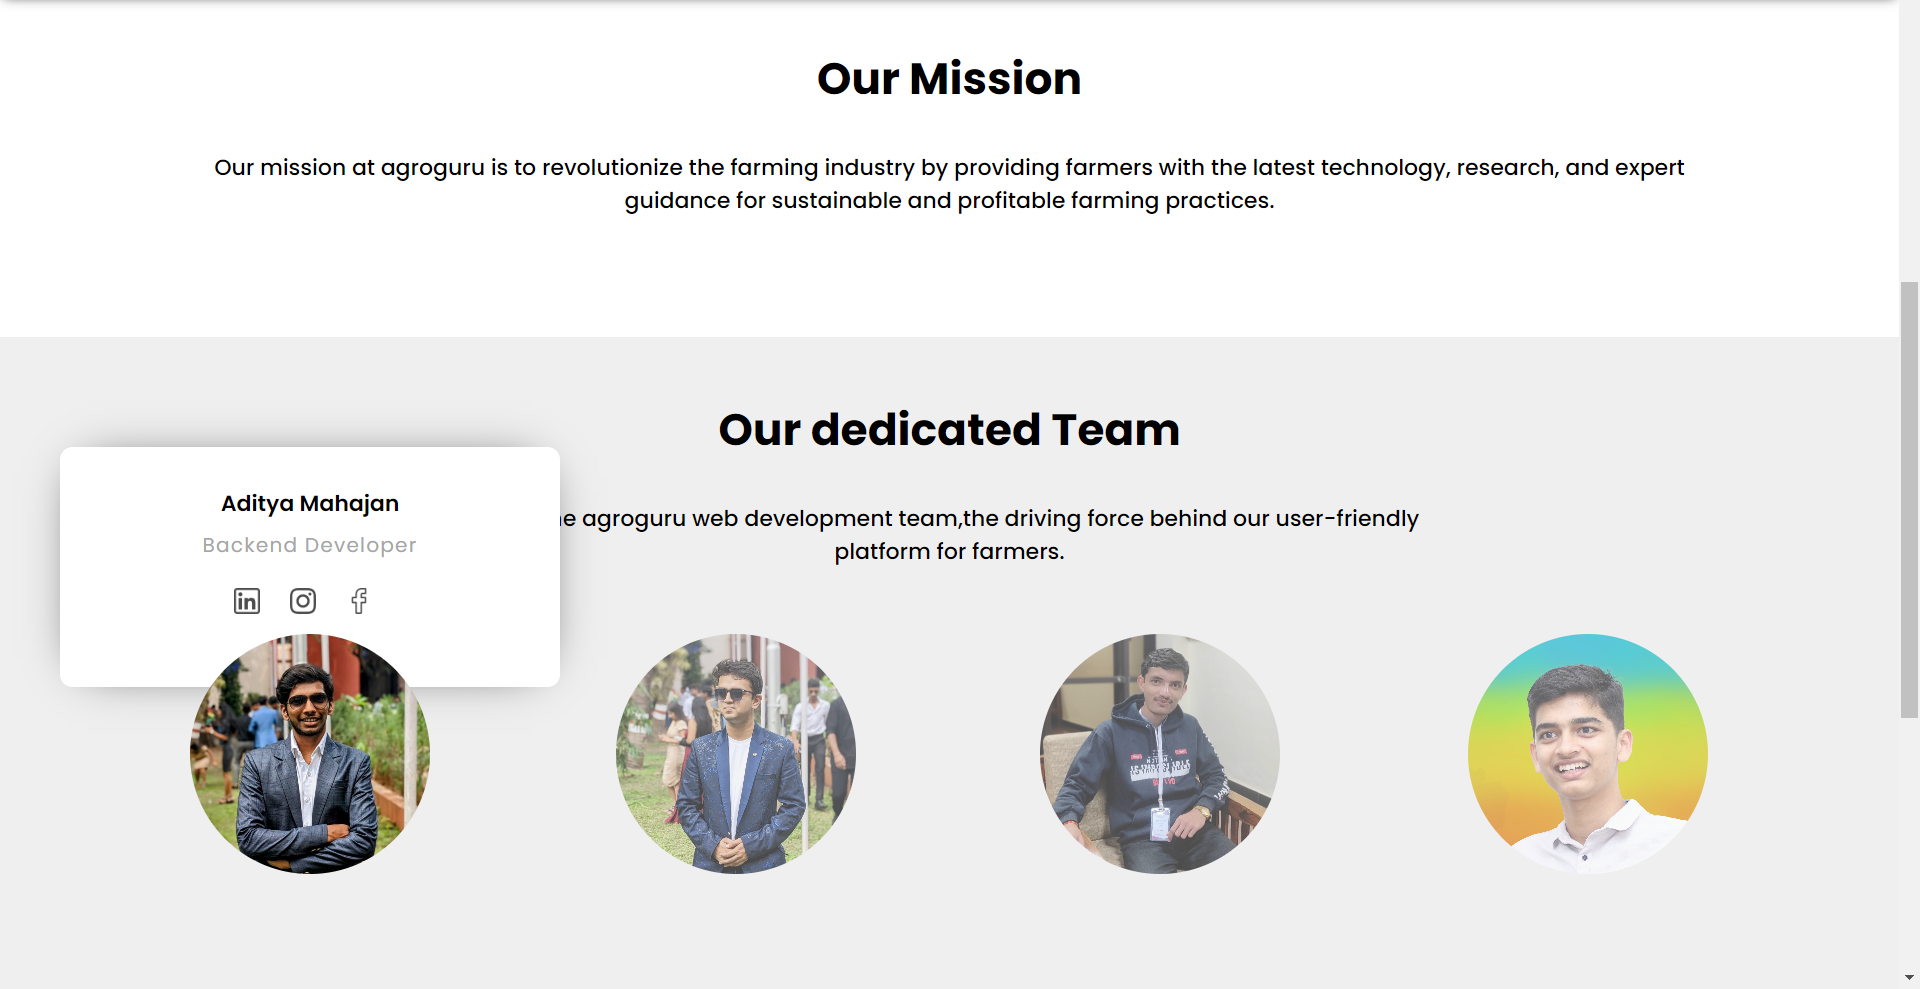 Our Mission
Our mission at agroguru is to revolutionize the farming industry by providing farmers with the latest technology, research, and expert
guidance for sustainable and profitable farming practices.
Our dedicated Team
agroguru web development team,the driving force behind our user-friendly
platform for farmers.
Aditya Mahajan
Backend Developer